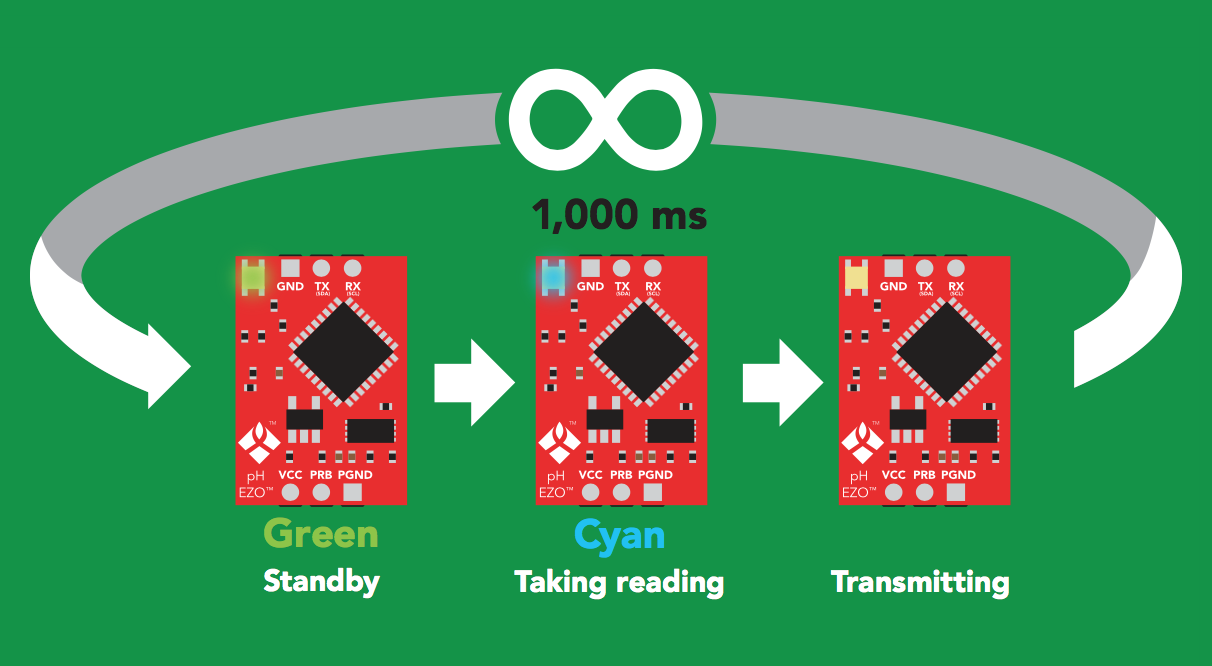 1,000 ms
GND TX RX
(SDA) (SCL)
GND TX RX
(SDA) (SCL)
GND TX RX
(SDA) (SCL)
TM
TM
TM
pH VCC PRB PGND
EZO™
pH VCC PRB PGND
EZO™
pH VCC PRB PGND
EZO™
Green
Cyan
Standby
Taking reading
Transmitting